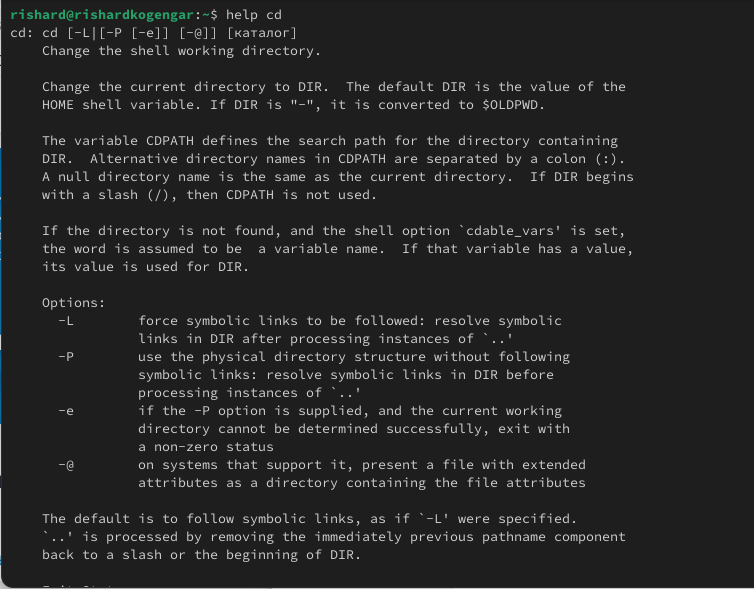 rishard@rishardkogengar:~$ help cd
cd: cd [-L|[-P [-e]] [-@]] [каталог]
    Change the shell working directory.

    Change the current directory to DIR.  The default DIR is the value of the
    HOME shell variable. If DIR is "-", it is converted to $OLDPWD.

    The variable CDPATH defines the search path for the directory containing
    DIR.  Alternative directory names in CDPATH are separated by a colon (:).
    A null directory name is the same as the current directory.  If DIR begins
    with a slash (/), then CDPATH is not used.

    If the directory is not found, and the shell option `cdable_vars' is set,
    the word is assumed to be  a variable name.  If that variable has a value,
    its value is used for DIR.

    Options:
      -L        force symbolic links to be followed: resolve symbolic
                links in DIR after processing instances of `..'
      -P        use the physical directory structure without following
                symbolic links: resolve symbolic links in DIR before
                processing instances of `..'
      -e        if the -P option is supplied, and the current working
                directory cannot be determined successfully, exit with
                a non-zero status
      -@        on systems that support it, present a file with extended
                attributes as a directory containing the file attributes

    The default is to follow symbolic links, as if `-L' were specified.
    `..' is processed by removing the immediately previous pathname component
    back to a slash or the beginning of DIR.